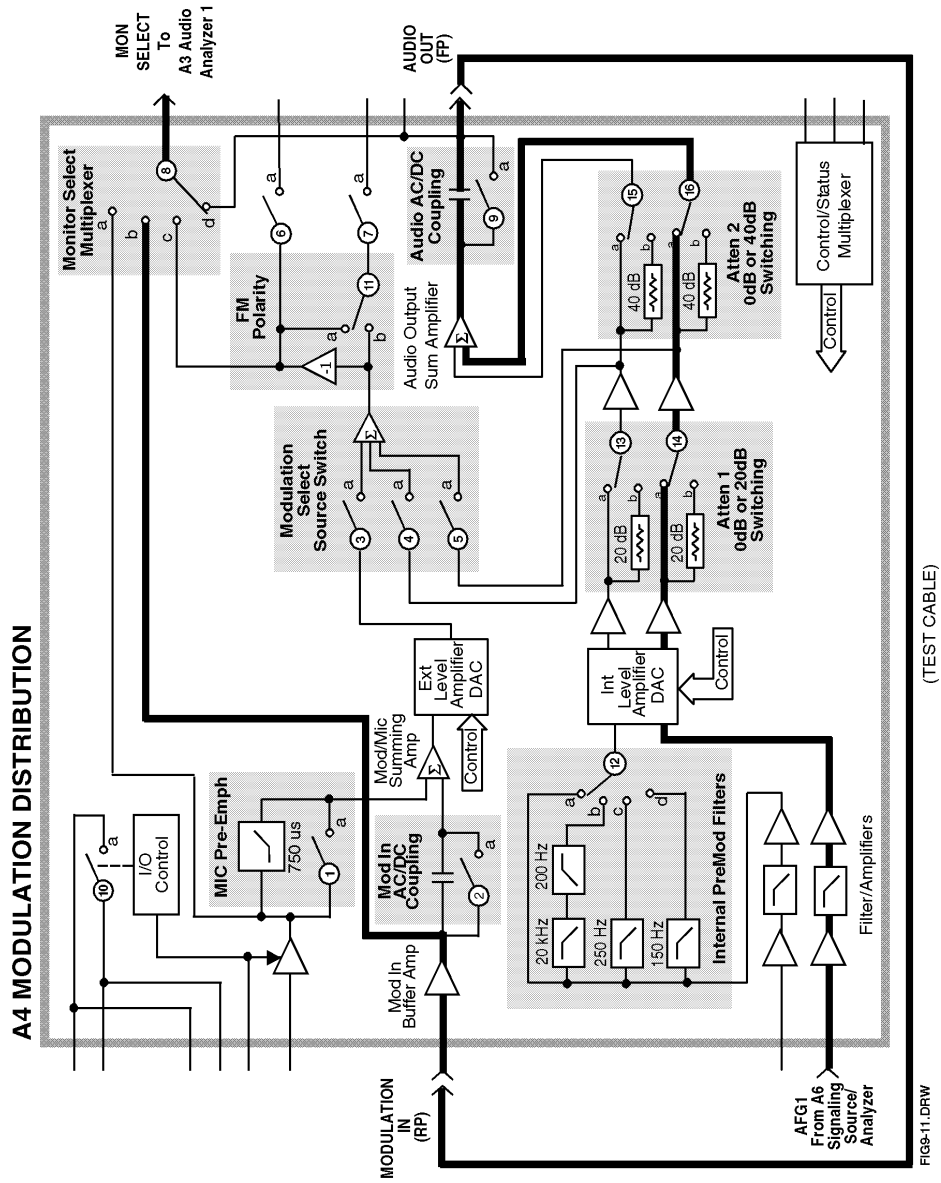 A4 MODULATION DISTRIBUTION
MON
SELECT
To
A3 Audio
Analyzer 1
AUDIO
OUT
(FP)
Monitor Select
Multiplexer
8
a
b
c
d
6
a
7
a
FM
Polarity
11
a
b
-1
Audio AC/DC
Coupling
9
a
Audio Output
Sum Amplifier
Σ
15
16
a
b
40 dB
a
b
40 dB
Atten 2
0dB or 40dB
Switching
Control/Status
Multiplexer
Control
Modulation
Select
Source Switch
3
a
4
a
5
a
Σ
13
14
a
b
20 dB
a
b
20 dB
Atten 1
0dB or 20dB
Switching
10
a
I/O
Control
MIC Pre-Emph
750 us
1
a
Mod/Mic
Summing
Amp
Σ
Ext
Level
Amplifier
DAC
Control
Mod In
AC/DC
Coupling
2
a
Mod In
Buffer Amp
Int
Level
Amplifier
DAC
Control
12
a
b
c
d
200 Hz
20 kHz
250 Hz
150 Hz
Internal PreMod Filters
Filter/Amplifiers
MODULATION
IN
(RP)
AFG1
From A6
Signaling
Source/
Analyzer
(TEST CABLE)
FIG9-11.DRW